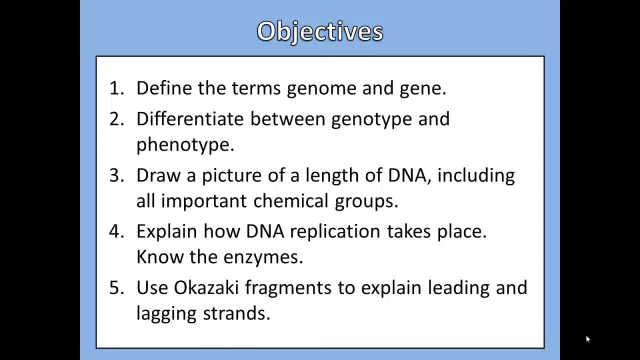 Objectives
1. Define the terms genome and gene.
2. Differentiate between genotype and
phenotype.
3. Draw a picture of a length of DNA, including
all important chemical groups.
4. Explain how DNA replication takes place.
Know the enzymes.
5. Use Okazaki fragments to explain leading and
lagging strands.